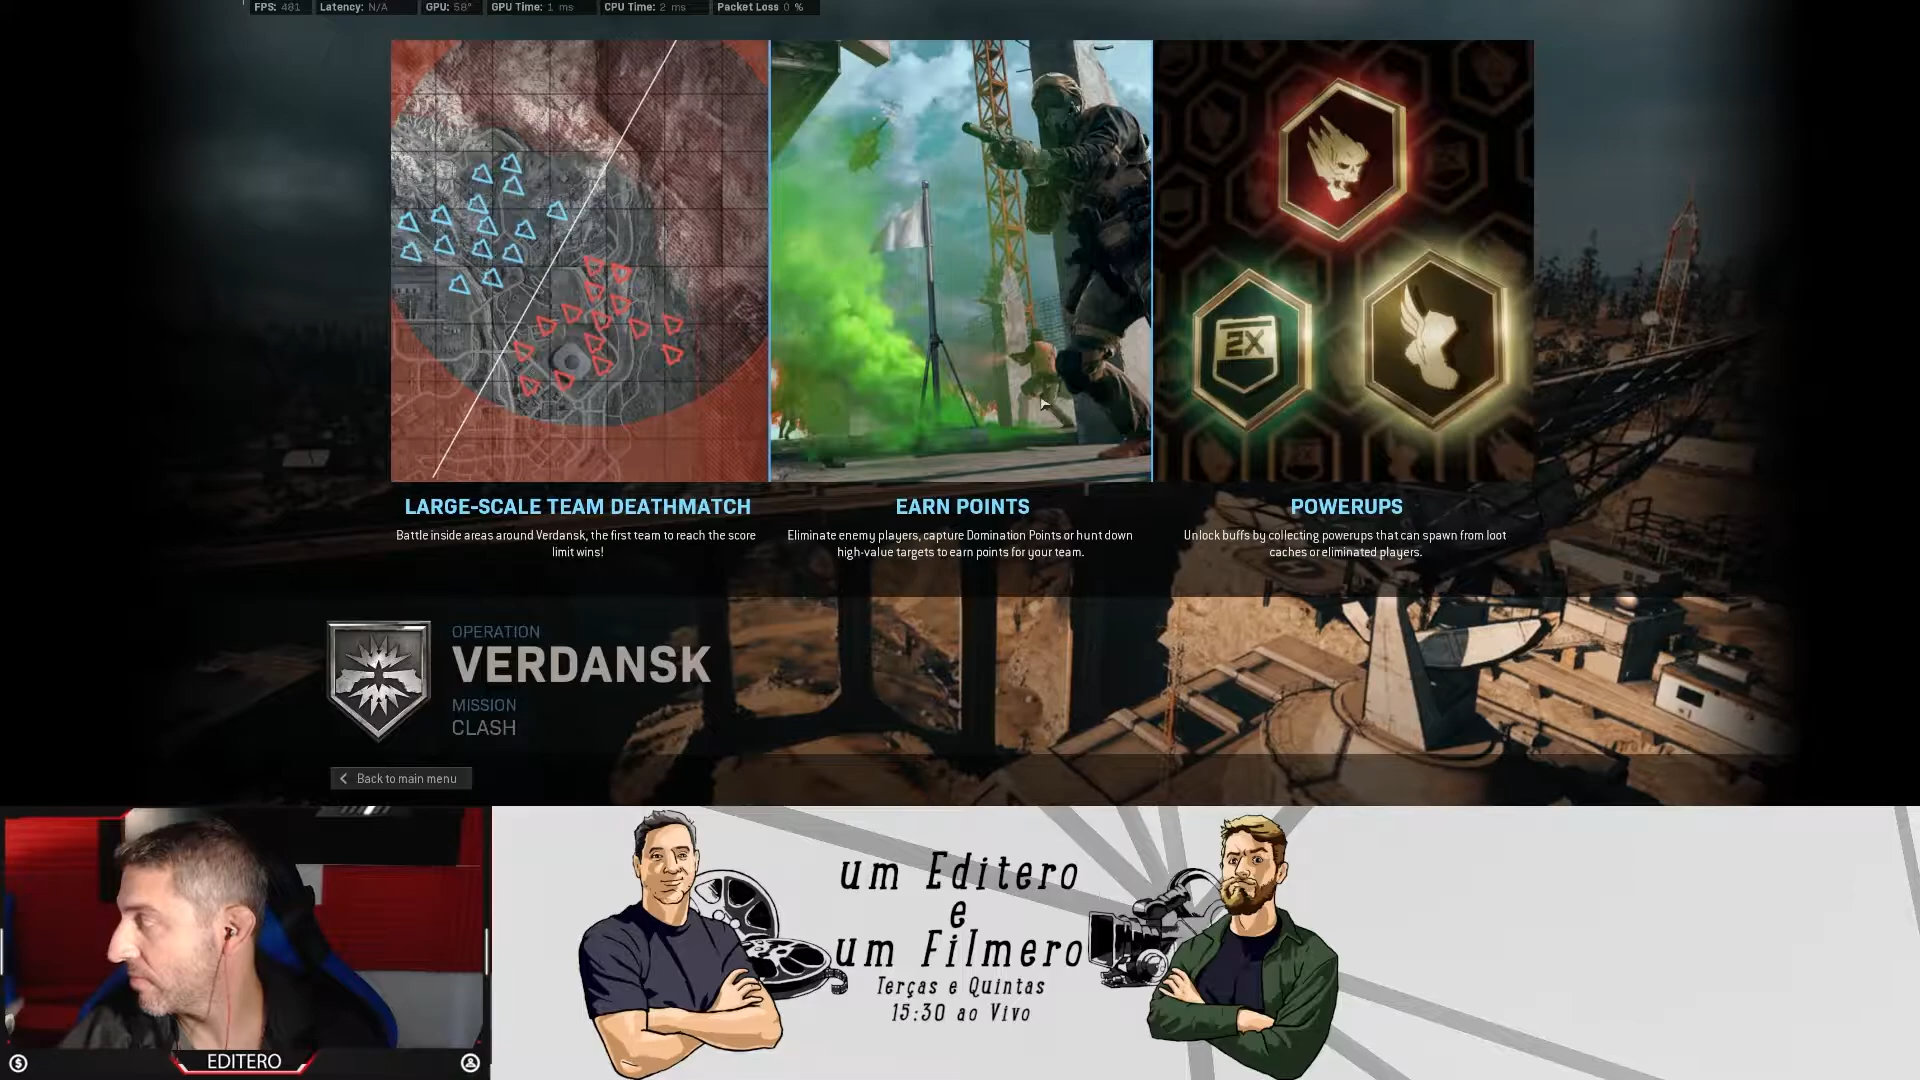 FPS: 481 Latency: N/A GPU: 58° GPU Time: 1 ms CPU Time: 2 ms Packet Loss 0 %
2X
LARGE-SCALE TEAM DEATHMATCH
Battle inside areas around Verdansk, the first team to reach the score
limit wins!
EARN POINTS
Eliminate enemy players, capture Domination Points or hunt down
high-value targets to earn points for your team.
POWERUPS
Unlock buffs by collecting powerups that can spawn from loot
caches or eliminated players.
OPERATION
VERDANSK
MISSION
CLASH
Back to main menu
EDITERO
um Editero
e
um Filmero
Terças e Quintas
15:30 ao Vivo